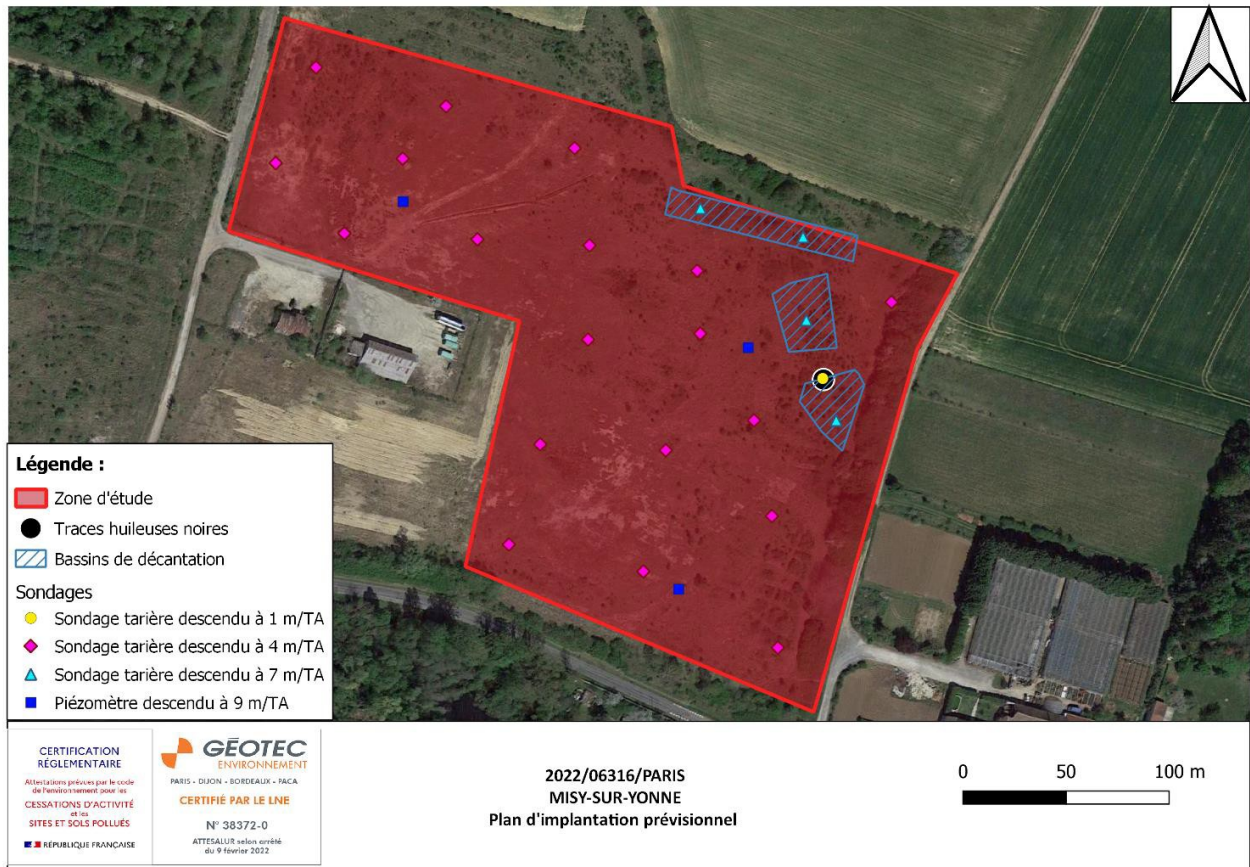 Légende :
Zone d'étude
Traces huileuses noires
Bassins de décantation
Sondages
Sondage tarière descendu à 1 m/TA
Sondage tarière descendu à 4 m/TA
Sondage tarière descendu à 7 m/TA
Piézomètre descendu à 9 m/TA
CERTIFICATION
RÉGLEMENTAIRE
Attestations prévues par le code
de l'environnement pour les
CESSATIONS D'ACTIVITÉ
et les
SITES ET SOLS POLLUÉS
RÉPUBLIQUE FRANÇAISE
GÉOTEC
ENVIRONNEMENT
PARIS - DIJON - BORDEAUX - PACA
CERTIFIÉ PAR LE LNE
N° 38372-0
ATTESALUR selon arrêté
du 9 février 2022
2022/06316/PARIS
MISY-SUR-YONNE
Plan d'implantation prévisionnel
0 50 100 m